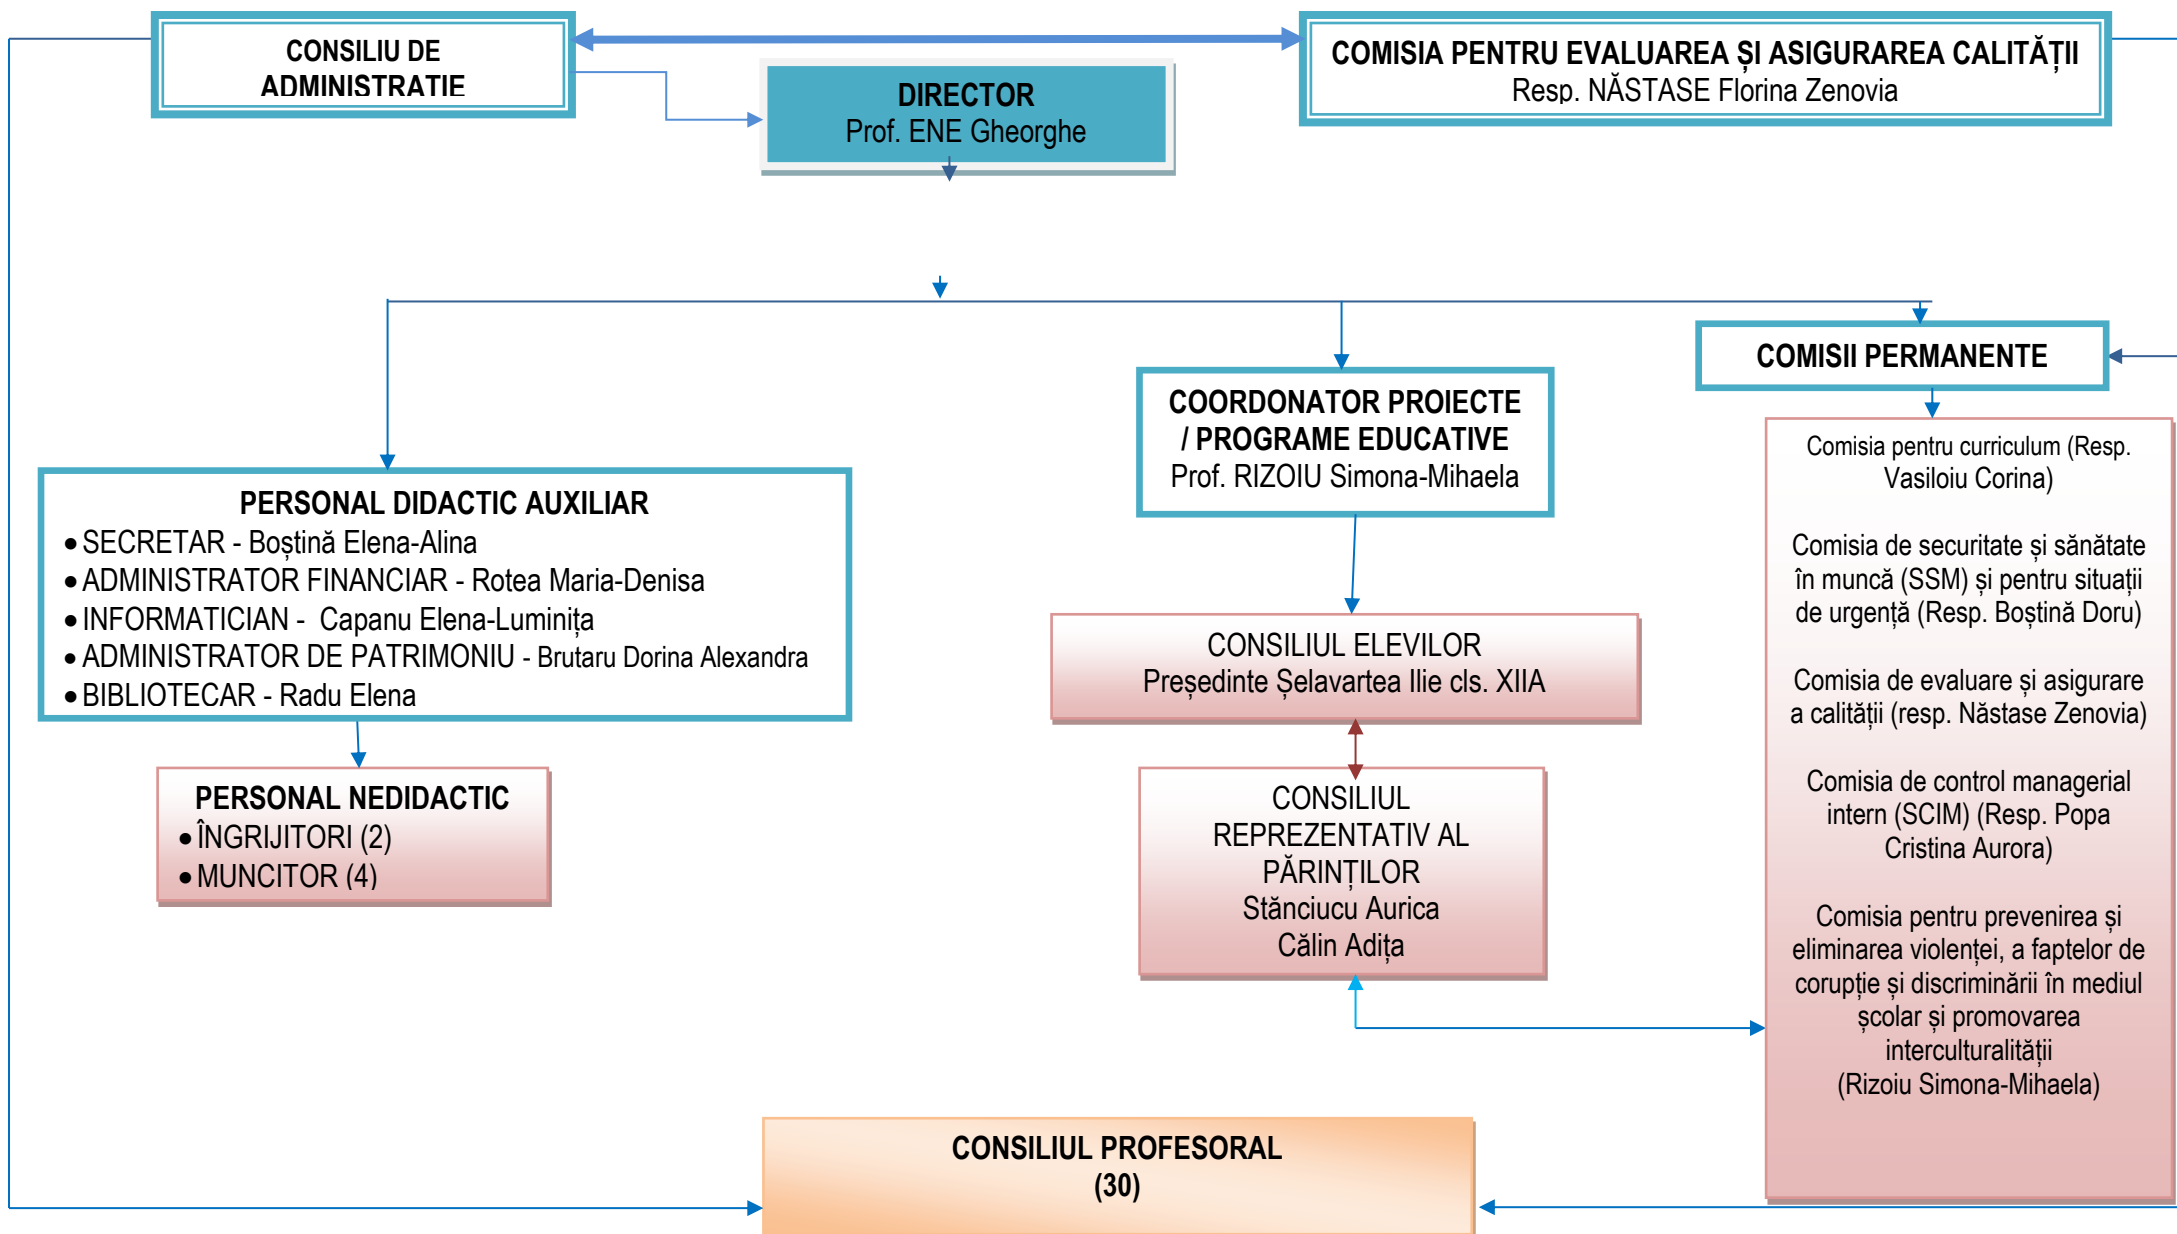 CONSILIU DE
ADMINISTRATIE
COMISIA PENTRU EVALUAREA ȘI ASIGURAREA CALITĂȚII
Resp. NĂSTASE Florina Zenovia
DIRECTOR
Prof. ENE Gheorghe
COMISII PERMANENTE
COORDONATOR PROIECTE
/ PROGRAME EDUCATIVE
Prof. RIZOIU Simona-Mihaela
PERSONAL DIDACTIC AUXILIAR
• SECRETAR - Boștină Elena-Alina
• ADMINISTRATOR FINANCIAR - Rotea Maria-Denisa
• INFORMATICIAN - Capanu Elena-Luminița
• ADMINISTRATOR DE PATRIMONIU - Brutaru Dorina Alexandra
• BIBLIOTECAR - Radu Elena
PERSONAL NEDIDACTIC
• ÎNGRIJITORI (2)
• MUNCITOR (4)
CONSILIUL ELEVILOR
Președinte Șelavartea Ilie cls. XIIA
CONSILIUL
REPREZENTATIV AL
PĂRINȚILOR
Stănciucu Aurica
Călin Adița
Comisia pentru curriculum (Resp.
Vasiloiu Corina)
Comisia de securitate și sănătate
în muncă (SSM) și pentru situații
de urgență (Resp. Boștină Doru)
Comisia de evaluare și asigurare
a calității (resp. Năstase Zenovia)
Comisia de control managerial
intern (SCIM) (Resp. Popa
Cristina Aurora)
Comisia pentru prevenirea și
eliminarea violenței, a faptelor de
corupție și discriminării în mediul
școlar și promovarea
interculturalității
(Rizoiu Simona-Mihaela)
CONSILIUL PROFESORAL
(30)